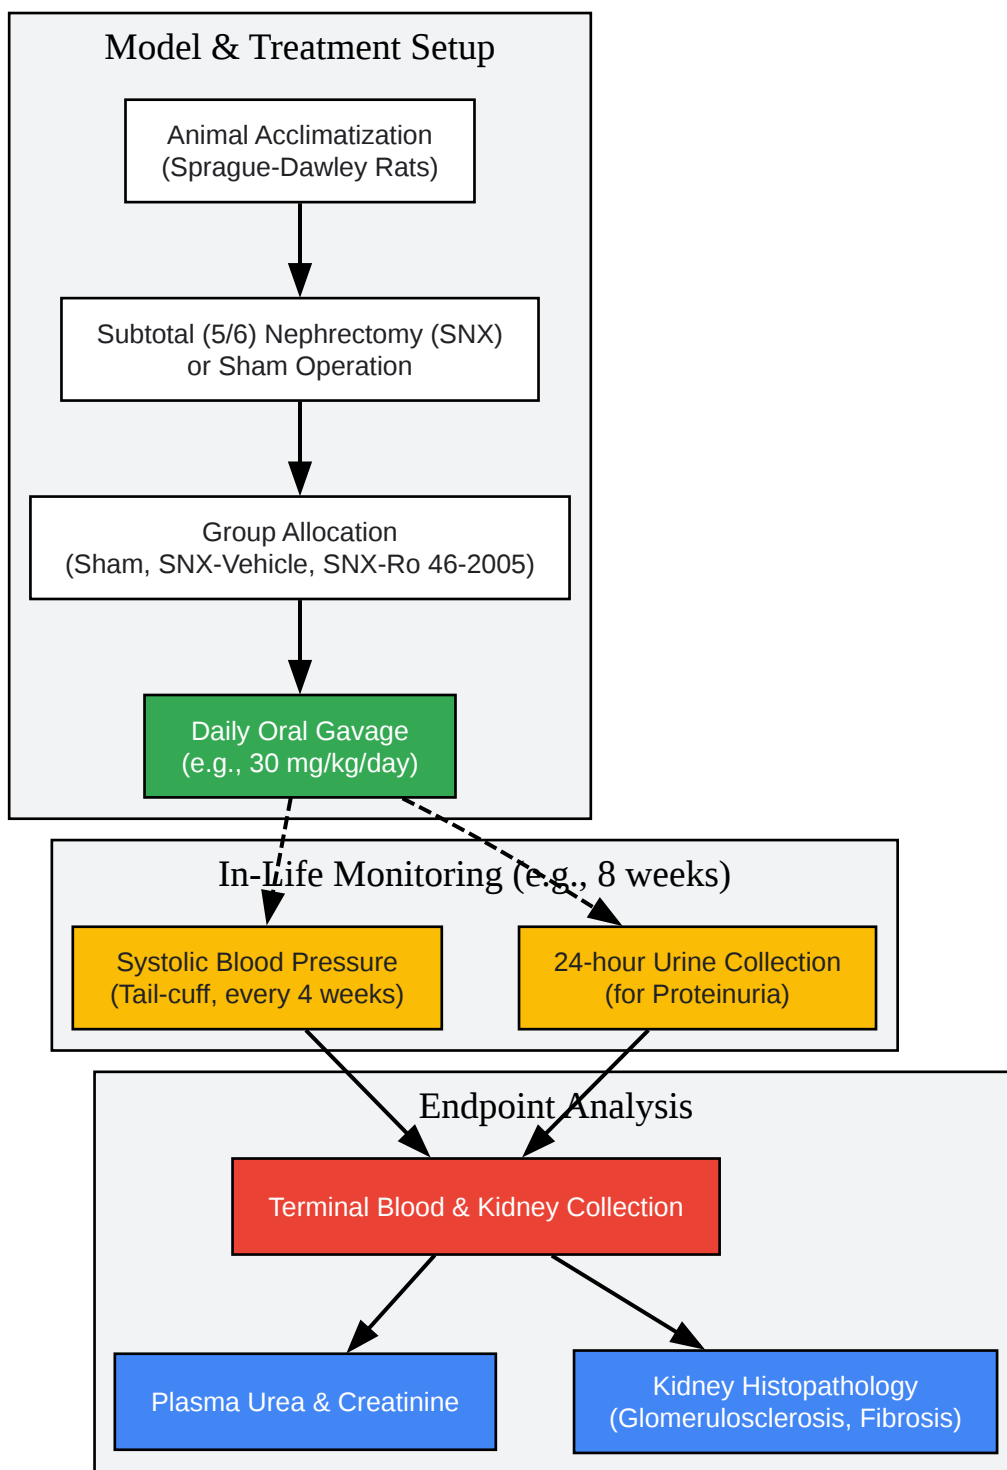 Model & Treatment Setup
Animal Acclimatization
(Sprague-Dawley Rats)
Subtotal (5/6) Nephrectomy (SNX)
or Sham Operation
Group Allocation
(Sham, SNX-Vehicle, SNX-Ro 46-2005)
Daily Oral Gavage
(e.g., 30 mg/kg/day)
In-Life Monitoring (e.g., 8 weeks)
Systolic Blood Pressure
(Tail-cuff, every 4 weeks)
24-hour Urine Collection
(for Proteinuria)
Endpoint Analysis
Terminal Blood & Kidney Collection
Plasma Urea & Creatinine
Kidney Histopathology
(Glomerulosclerosis, Fibrosis)